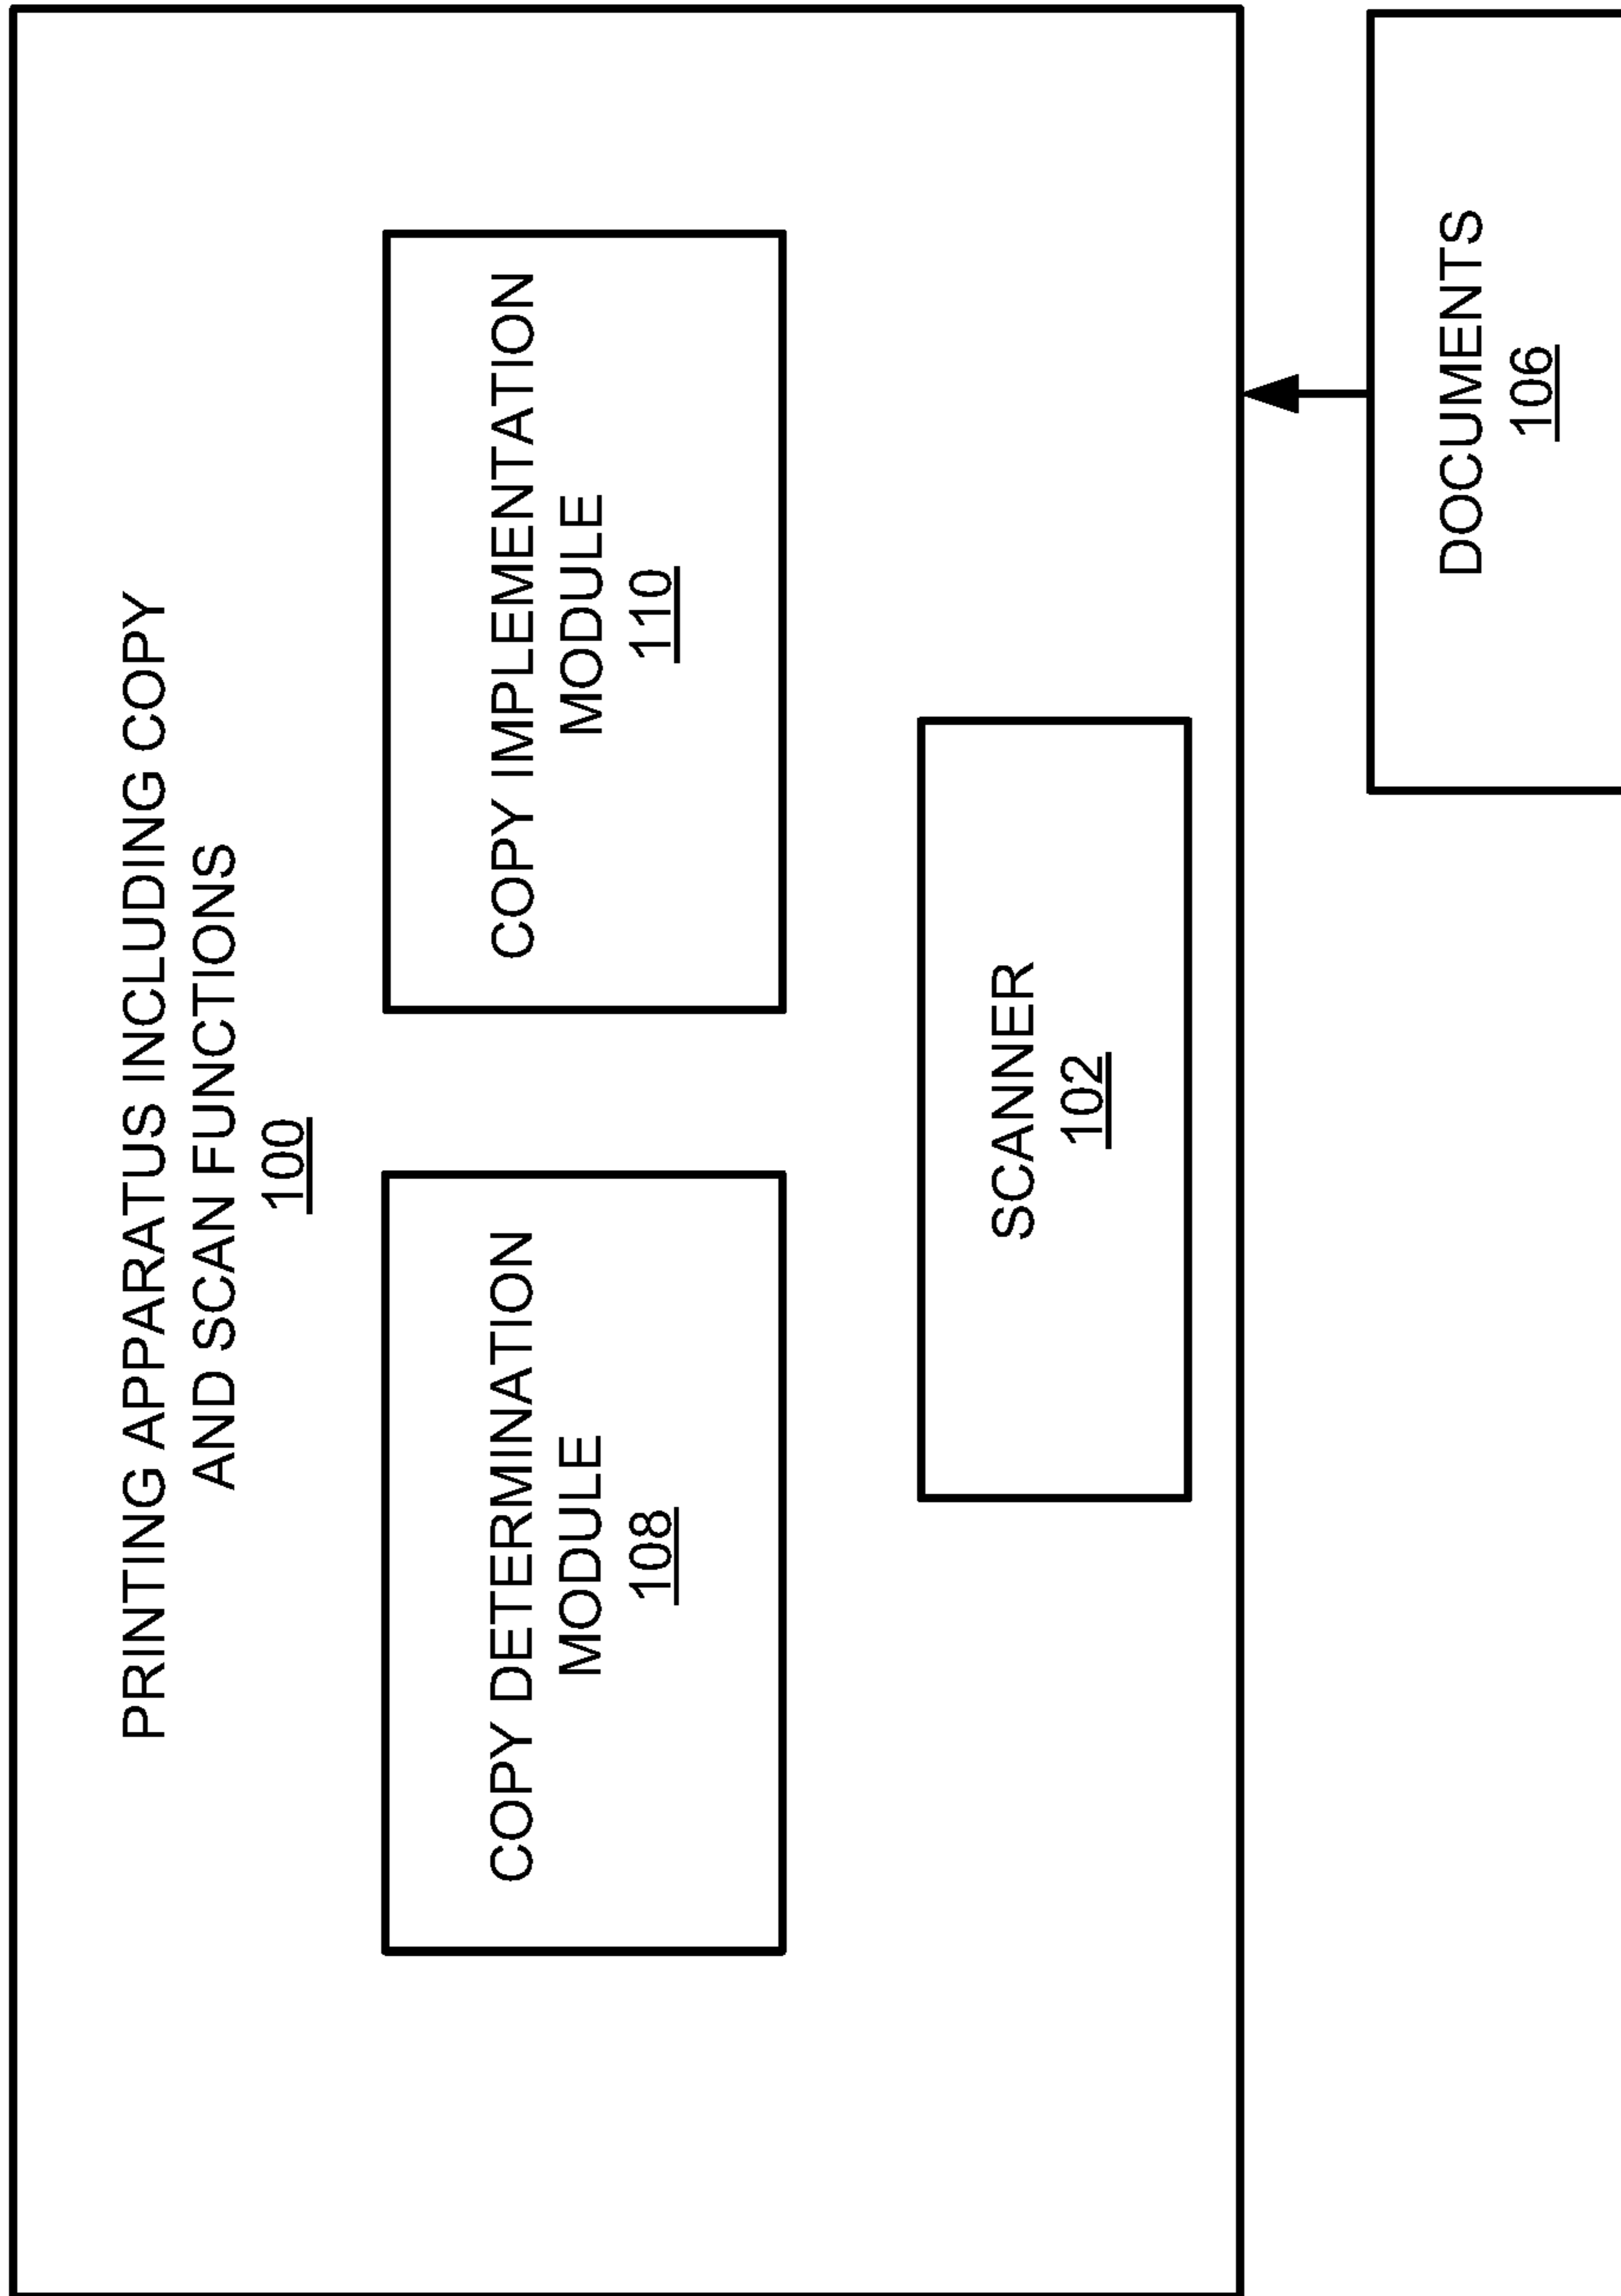 PRINTING APPARATUS INCLUDING COPY
AND SCAN FUNCTIONS
100
COPY DETERMINATION
MODULE
108
COPY IMPLEMENTATION
MODULE
110
SCANNER
102
DOCUMENTS
106